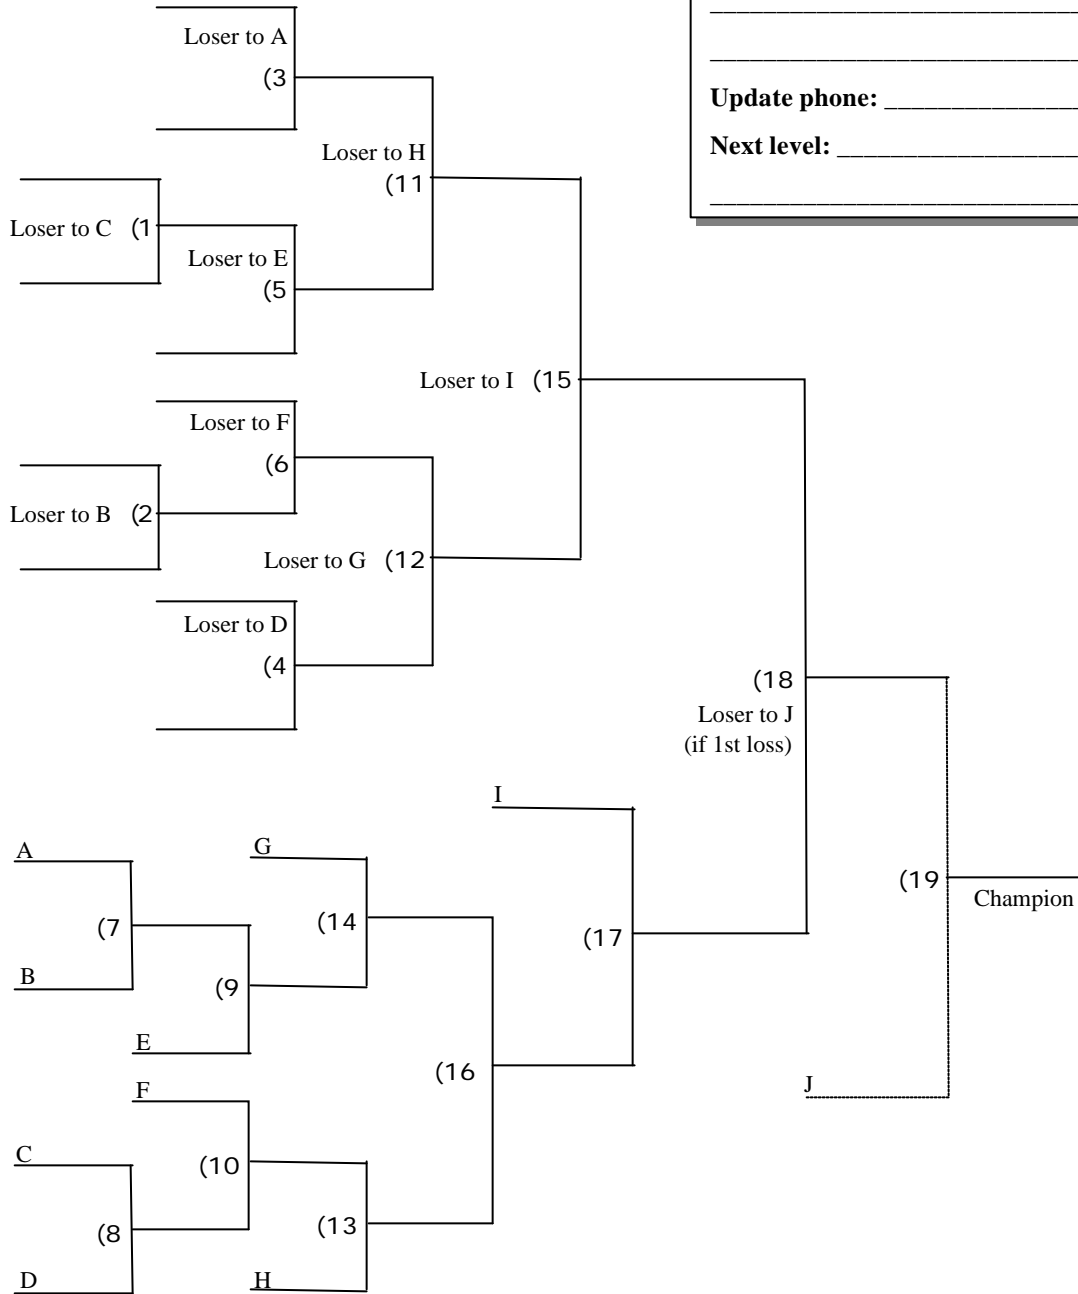 Loser to A
(3
Update phone: ____________________
Next level: ____________________
Loser to H
(11
Loser to C (1
Loser to E
(5
Loser to I (15
Loser to F
(6
Loser to B (2
Loser to G (12
Loser to D
(4
(18
Loser to J
(if 1st loss)
I
A
G
(19
Champion
(7
(14
(17
B
(9
E
(16
F
J
C
(10
(8
(13
D
H